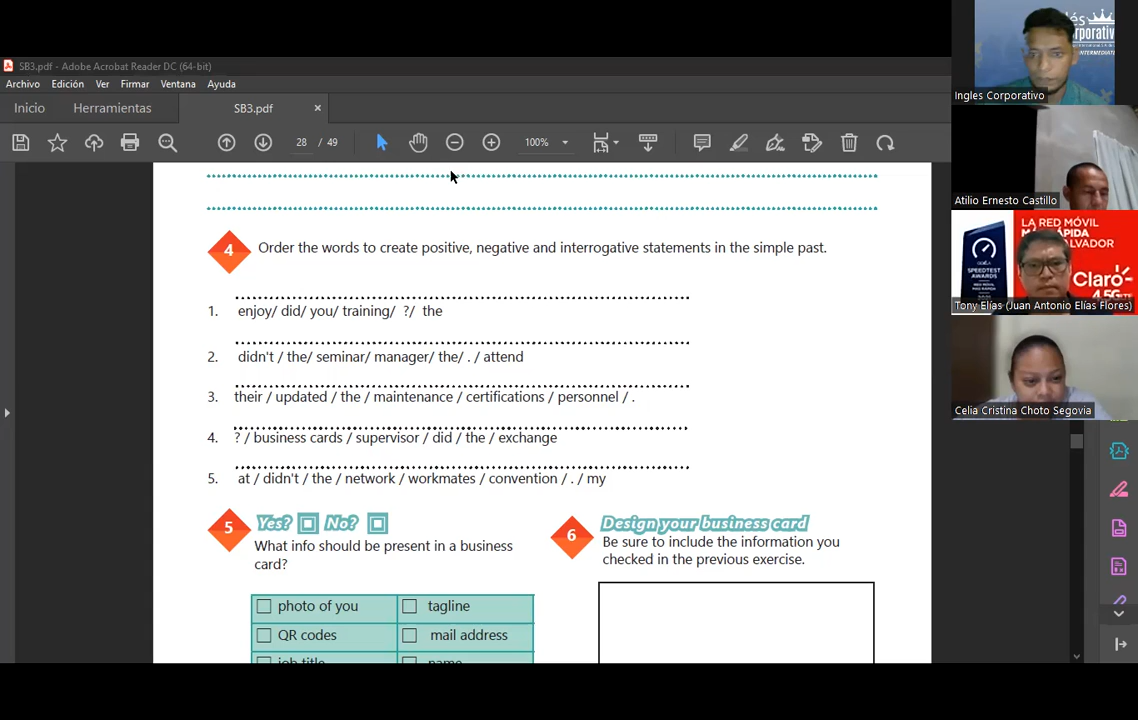 SB3.pdf - Adobe Acrobat Reader DC (64-bit)
Archivo Edición Ver Firmar Ventana Ayuda
Inicio Herramientas SB3.pdf ×
28 / 49 100%
4 Order the words to create positive, negative and interrogative statements in the simple past.
1. enjoy/ did/ you/ training/ ?/ the
2. didn't / the/ seminar/ manager/ the/ . / attend
3. their / updated / the / maintenance / certifications / personnel / .
4. ? / business cards / supervisor / did / the / exchange
5. at / didn't / the / network / workmates / convention / . / my
5 Yes? No?
What info should be present in a business
card?
photo of you tagline
QR codes mail address
job title name
6 Design your business card
Be sure to include the information you
checked in the previous exercise.
Ingles Corporativo
Atilio Ernesto Castillo
LA RED MÓVIL
SPEEDTEST
AWARDS
Claro
Tony Elias (Juan Antonio Elías Flores)
Celia Cristina Choto Segovia